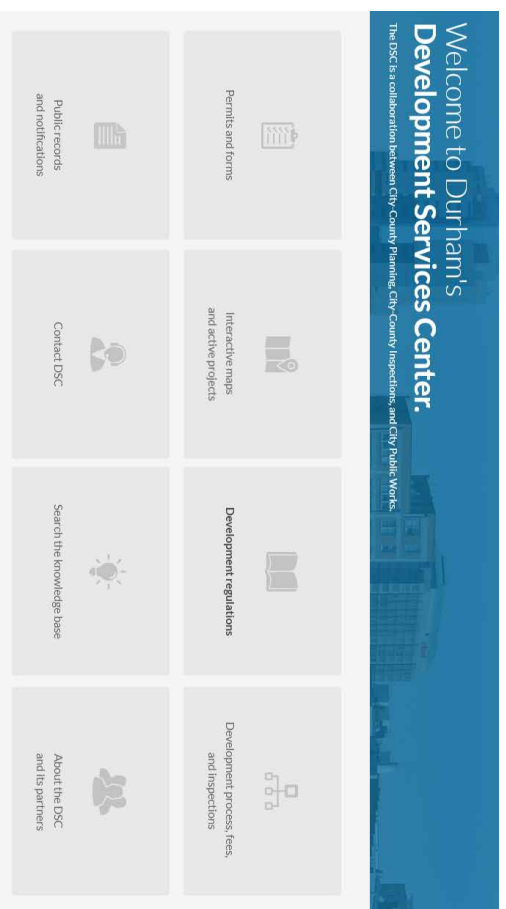 Welcome to Durham's
Development Services Center.
The DSC is a collaboration between City-County Planning, City-County Inspections, and City Public Works.
Permits and forms
Interactive maps
and active projects
Development regulations
Development process, fees,
and inspections
Public records
and notifications
Contact DSC
Search the knowledge base
About the DSC
and its partners